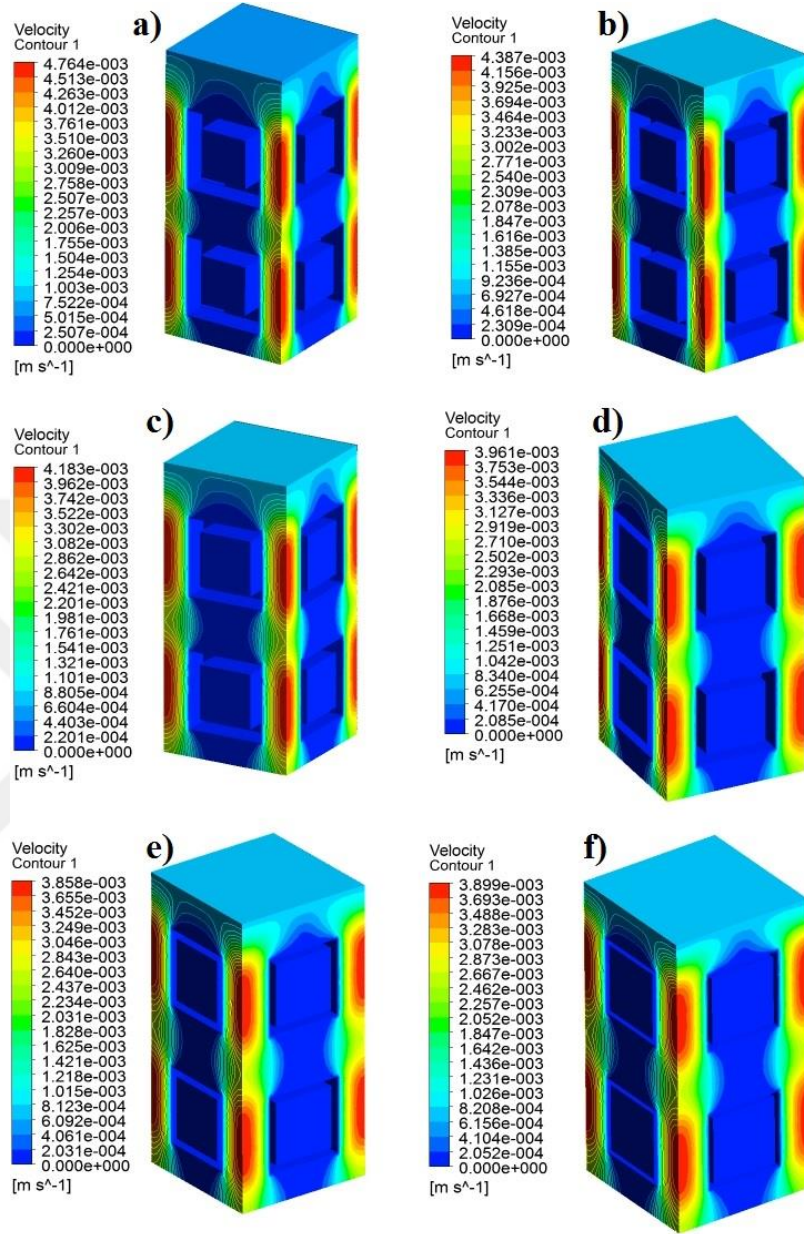 a)
Velocity
Contour 1
4.764e-003
4.513e-003
4.263e-003
4.012e-003
3.761e-003
3.510e-003
3.260e-003
3.009e-003
2.758e-003
2.507e-003
2.257e-003
2.006e-003
1.755e-003
1.504e-003
1.254e-003
1.003e-003
7.522e-004
5.015e-004
2.507e-004
0.000e+000
[m s^-1]
b)
Velocity
Contour 1
4.387e-003
4.156e-003
3.925e-003
3.694e-003
3.464e-003
3.233e-003
3.002e-003
2.771e-003
2.540e-003
2.309e-003
2.078e-003
1.847e-003
1.616e-003
1.385e-003
1.155e-003
9.236e-004
6.927e-004
4.618e-004
2.309e-004
0.000e+000
[m s^-1]
c)
Velocity
Contour 1
4.183e-003
3.962e-003
3.742e-003
3.522e-003
3.302e-003
3.082e-003
2.862e-003
2.642e-003
2.421e-003
2.201e-003
1.981e-003
1.761e-003
1.541e-003
1.321e-003
1.101e-003
8.805e-004
6.604e-004
4.403e-004
2.201e-004
0.000e+000
[m s^-1]
d)
Velocity
Contour 1
3.961e-003
3.753e-003
3.544e-003
3.336e-003
3.127e-003
2.919e-003
2.710e-003
2.502e-003
2.293e-003
2.085e-003
1.876e-003
1.668e-003
1.459e-003
1.251e-003
1.042e-003
8.340e-004
6.255e-004
4.170e-004
2.085e-004
0.000e+000
[m s^-1]
e)
Velocity
Contour 1
3.858e-003
3.655e-003
3.452e-003
3.249e-003
3.046e-003
2.843e-003
2.640e-003
2.437e-003
2.234e-003
2.031e-003
1.828e-003
1.625e-003
1.421e-003
1.218e-003
1.015e-003
8.123e-004
6.092e-004
4.061e-004
2.031e-004
0.000e+000
[m s^-1]
f)
Velocity
Contour 1
3.899e-003
3.693e-003
3.488e-003
3.283e-003
3.078e-003
2.873e-003
2.667e-003
2.462e-003
2.257e-003
2.052e-003
1.847e-003
1.642e-003
1.436e-003
1.231e-003
1.026e-003
8.208e-004
6.156e-004
4.104e-004
2.052e-004
0.000e+000
[m s^-1]